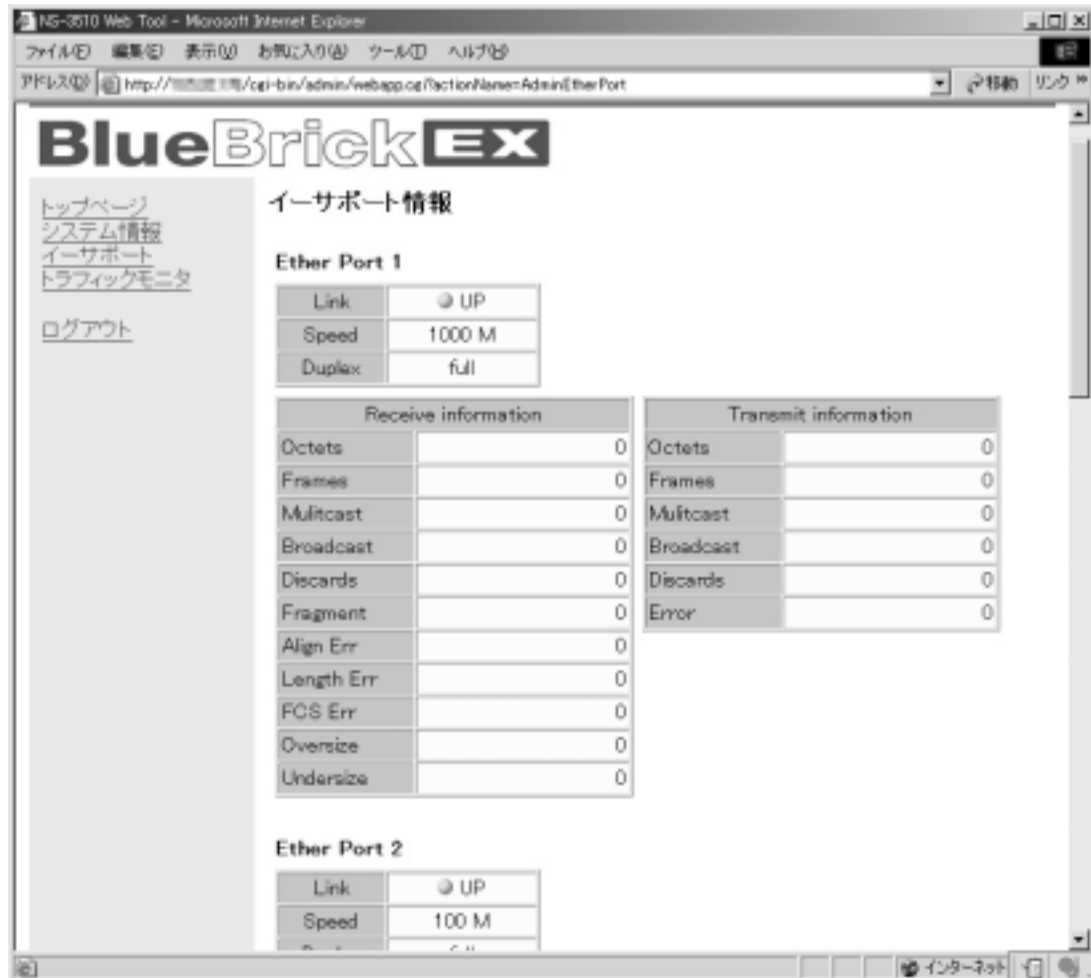 NS-3510 Web Tool - Microsoft Internet Explorer
ファイル(F) 編集(E) 表示(V) お気に入り(A) ツール(T) ヘルプ(H)
アドレス(D) http:// /cgi-bin/admin/webapp.cgi?actionName=AdminEtherPort 移動 リンク »
BlueBrickEX
トップページ
システム情報
イーサポート
トラフィックモニタ
ログアウト
イーサポート情報
Ether Port 1
Link UP
Speed 1000 M
Duplex full
Receive information
Octets 0
Frames 0
Mulitcast 0
Broadcast 0
Discards 0
Fragment 0
Align Err 0
Length Err 0
FCS Err 0
Oversize 0
Undersize 0
Transmit information
Octets 0
Frames 0
Mulitcast 0
Broadcast 0
Discards 0
Error 0
Ether Port 2
Link UP
Speed 100 M
インターネット